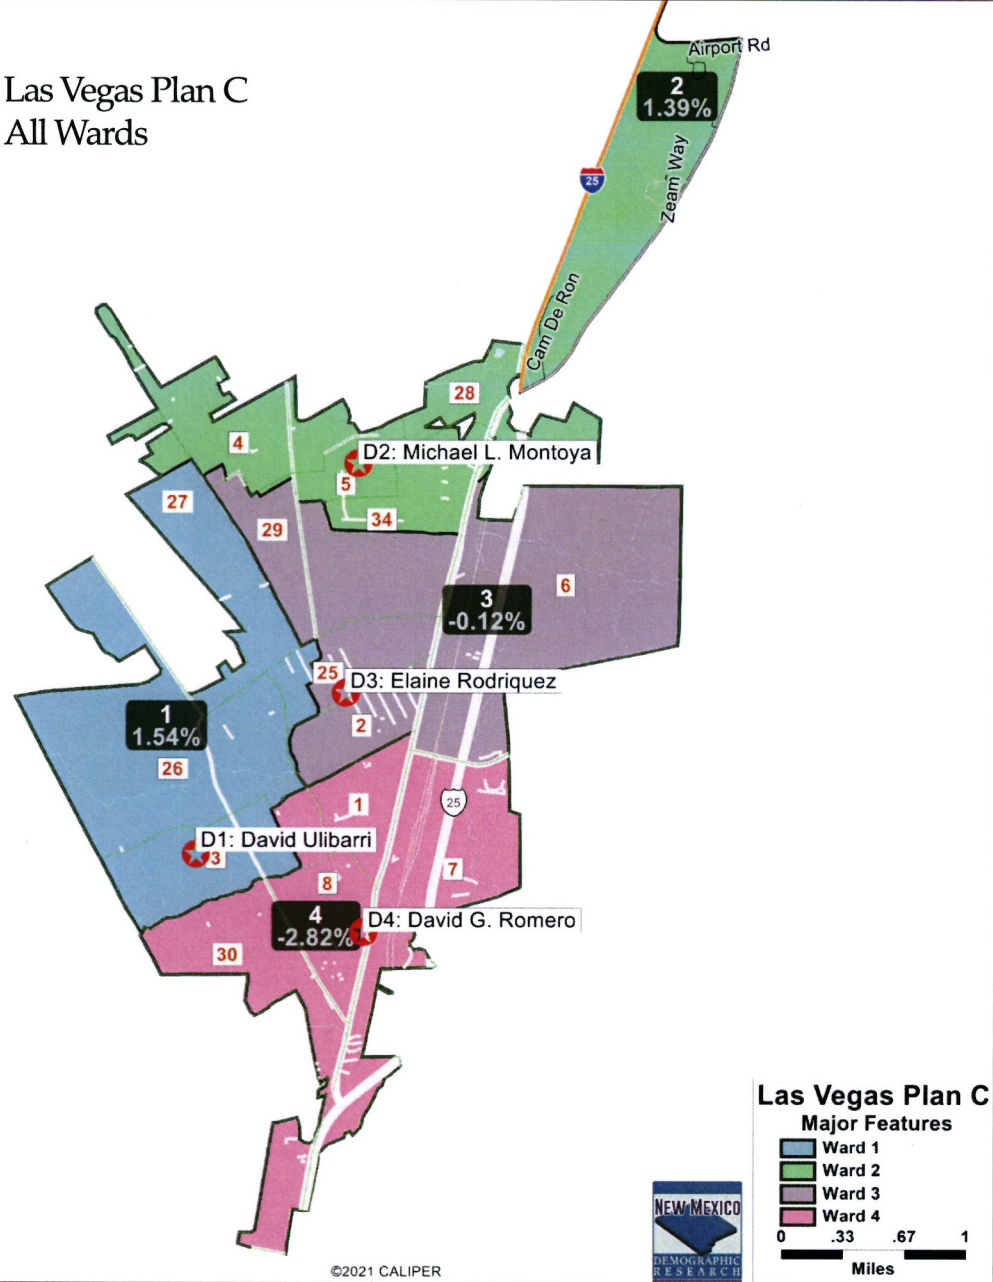 Las Vegas Plan C
All Wards
Airport Rd
2
1.39%
25
Zeam Way
Cam De Ron
28
4
D2: Michael L. Montoya
5
27
34
29
6
3
-0.12%
25
D3: Elaine Rodriquez
1
1.54%
2
26
1
25
D1: David Ulibarri
3
7
8
4
-2.82%
D4: David G. Romero
30
Las Vegas Plan C
Major Features
Ward 1
Ward 2
Ward 3
Ward 4
0 .33 .67 1
Miles
NEW MEXICO
DEMOGRAPHIC
RESEARCH
©2021 CALIPER